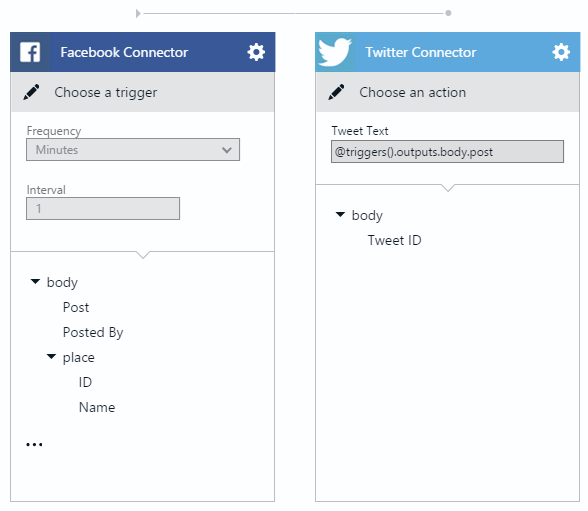 Facebook Connector
Choose a trigger
Frequency
Minutes
Interval
1
body
Post
Posted By
place
ID
Name
...
Twitter Connector
Choose an action
Tweet Text
@triggers().outputs.body.post
body
Tweet ID